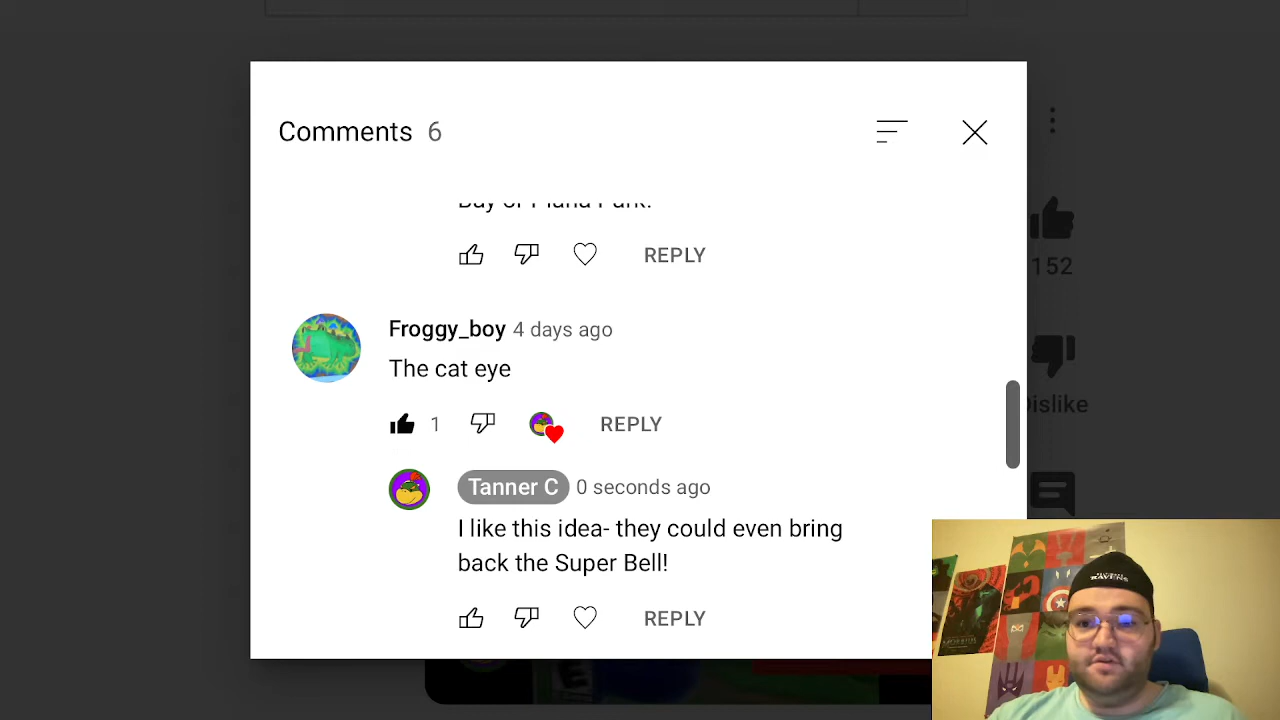 Comments 6
REPLY
152
Froggy_boy 4 days ago
The cat eye
1
REPLY
Dislike
Tanner C 0 seconds ago
I like this idea- they could even bring
back the Super Bell!
RAVENS
REPLY